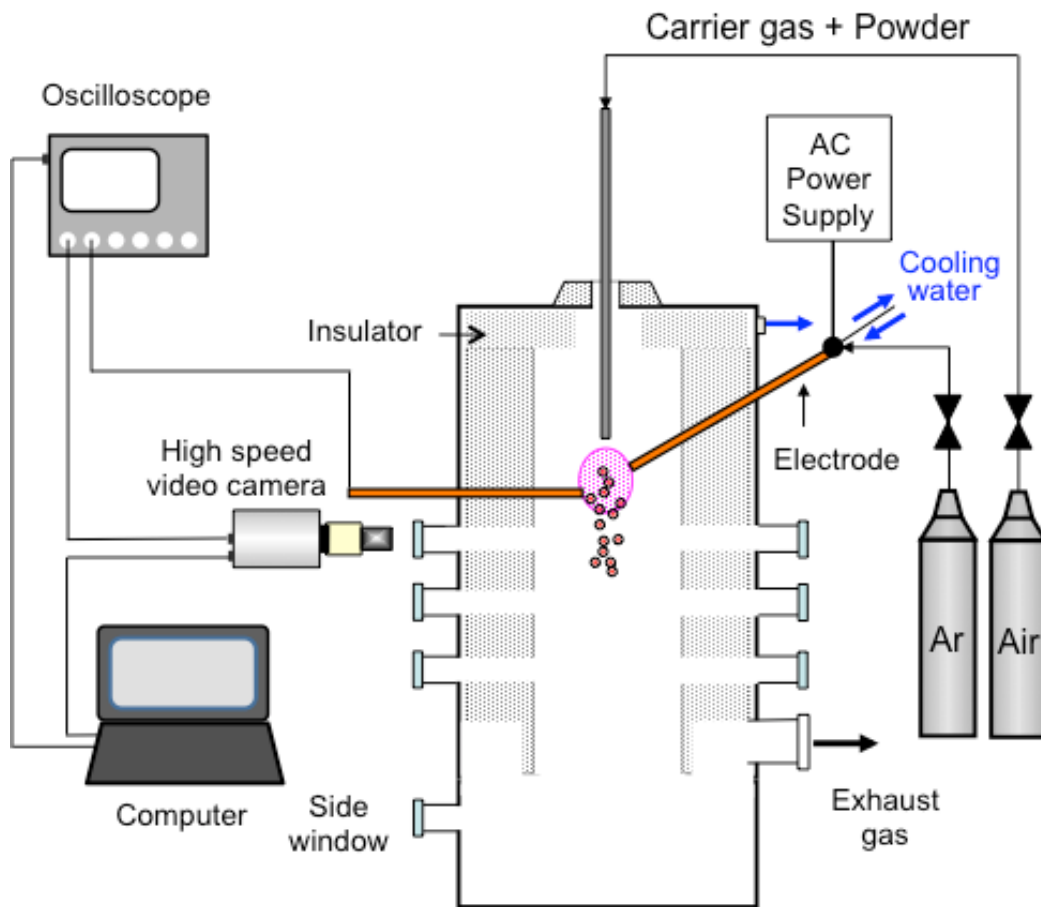 Carrier gas + Powder
Oscilloscope
AC
Power
Supply
Cooling
water
Insulator
High speed
video camera
Electrode
Ar
Air
Computer
Side
window
Exhaust
gas